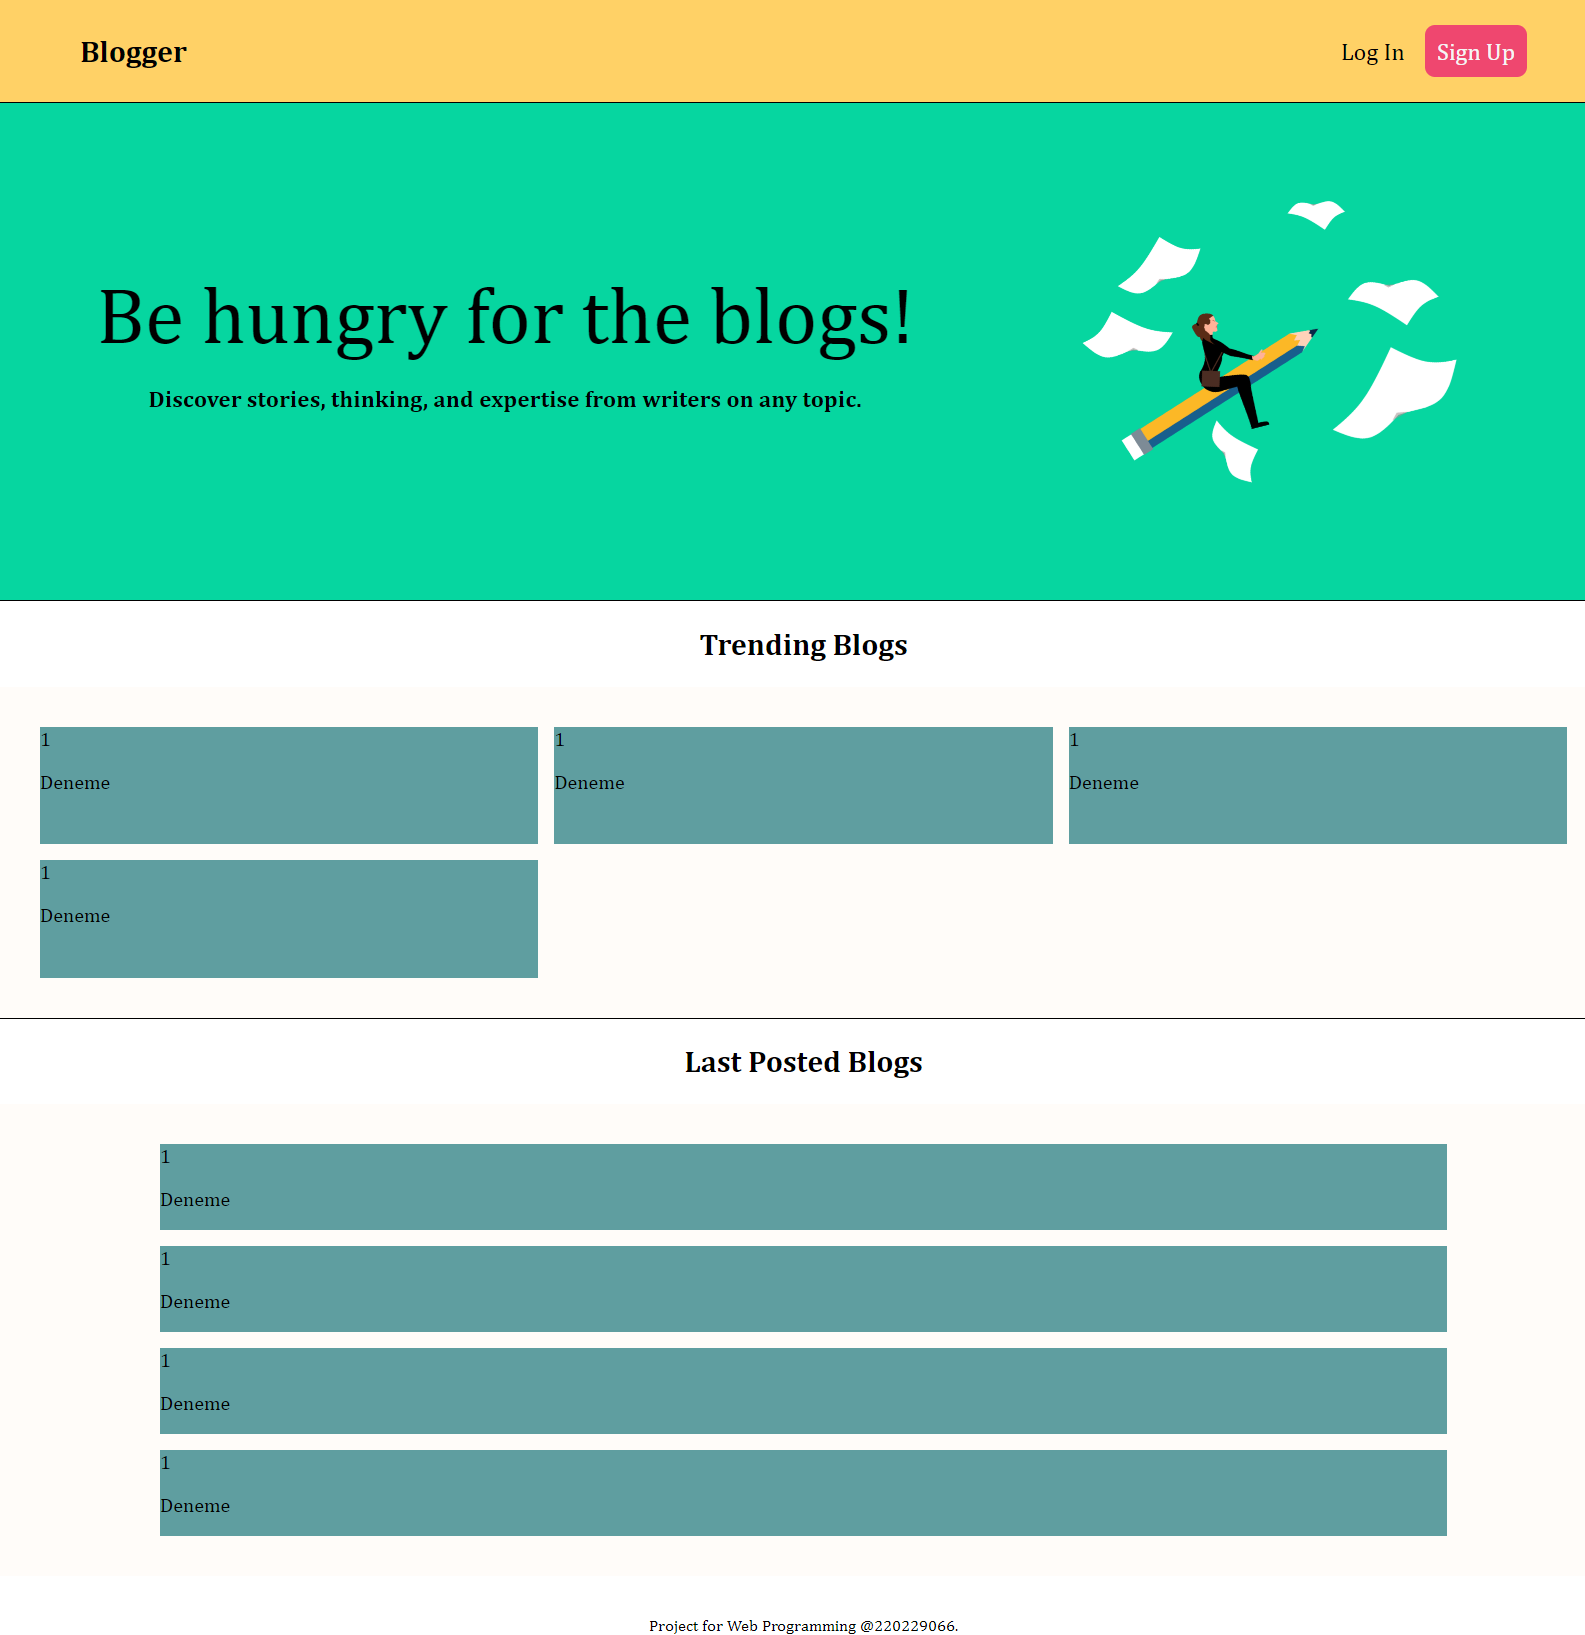 Blogger
Log In Sign Up
Be hungry for the blogs!
Discover stories, thinking, and expertise from writers on any topic.
Trending Blogs
1 1 1
Deneme Deneme Deneme
1
Deneme
Last Posted Blogs
1
Deneme
1
Deneme
1
Deneme
1
Deneme
Project for Web Programming @220229066.